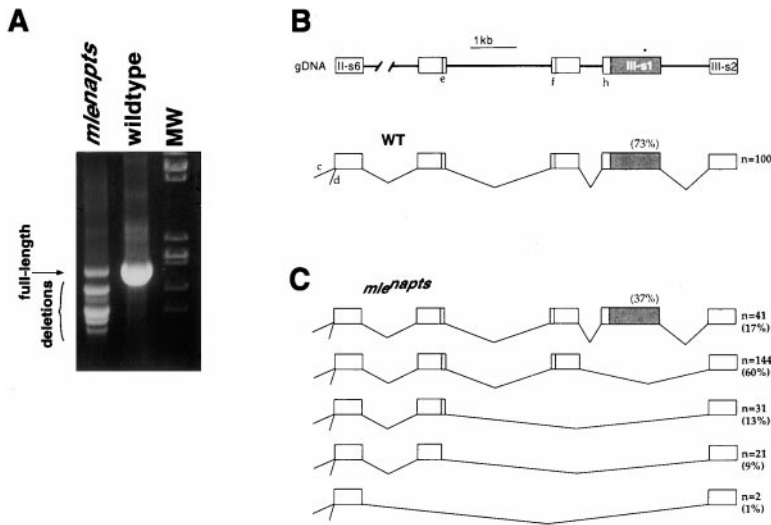 A
mlenapts
wildtype
MW
full-length
deletions
B
1kb
gDNA
II-s6
e
f
h
III-s1
III-s2
WT
(73%)
c
d
n=100
C
mlenapts
(37%)
n=41
(17%)
n=144
(60%)
n=31
(13%)
n=21
(9%)
n=2
(1%)